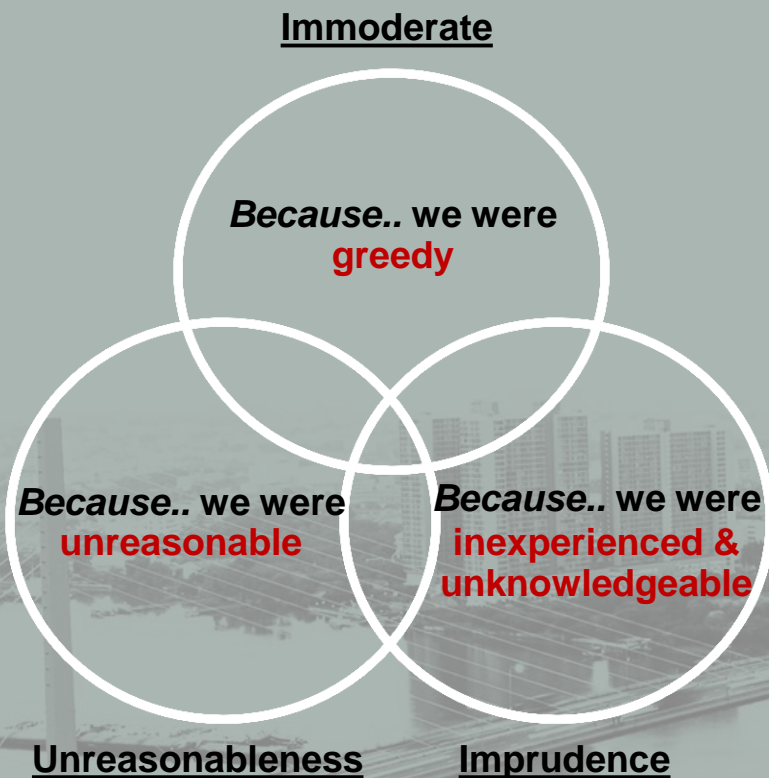 Immoderate
Because.. we were
greedy
Because.. we were
unreasonable
Because.. we were
inexperienced &
unknowledgeable
Unreasonableness
Imprudence